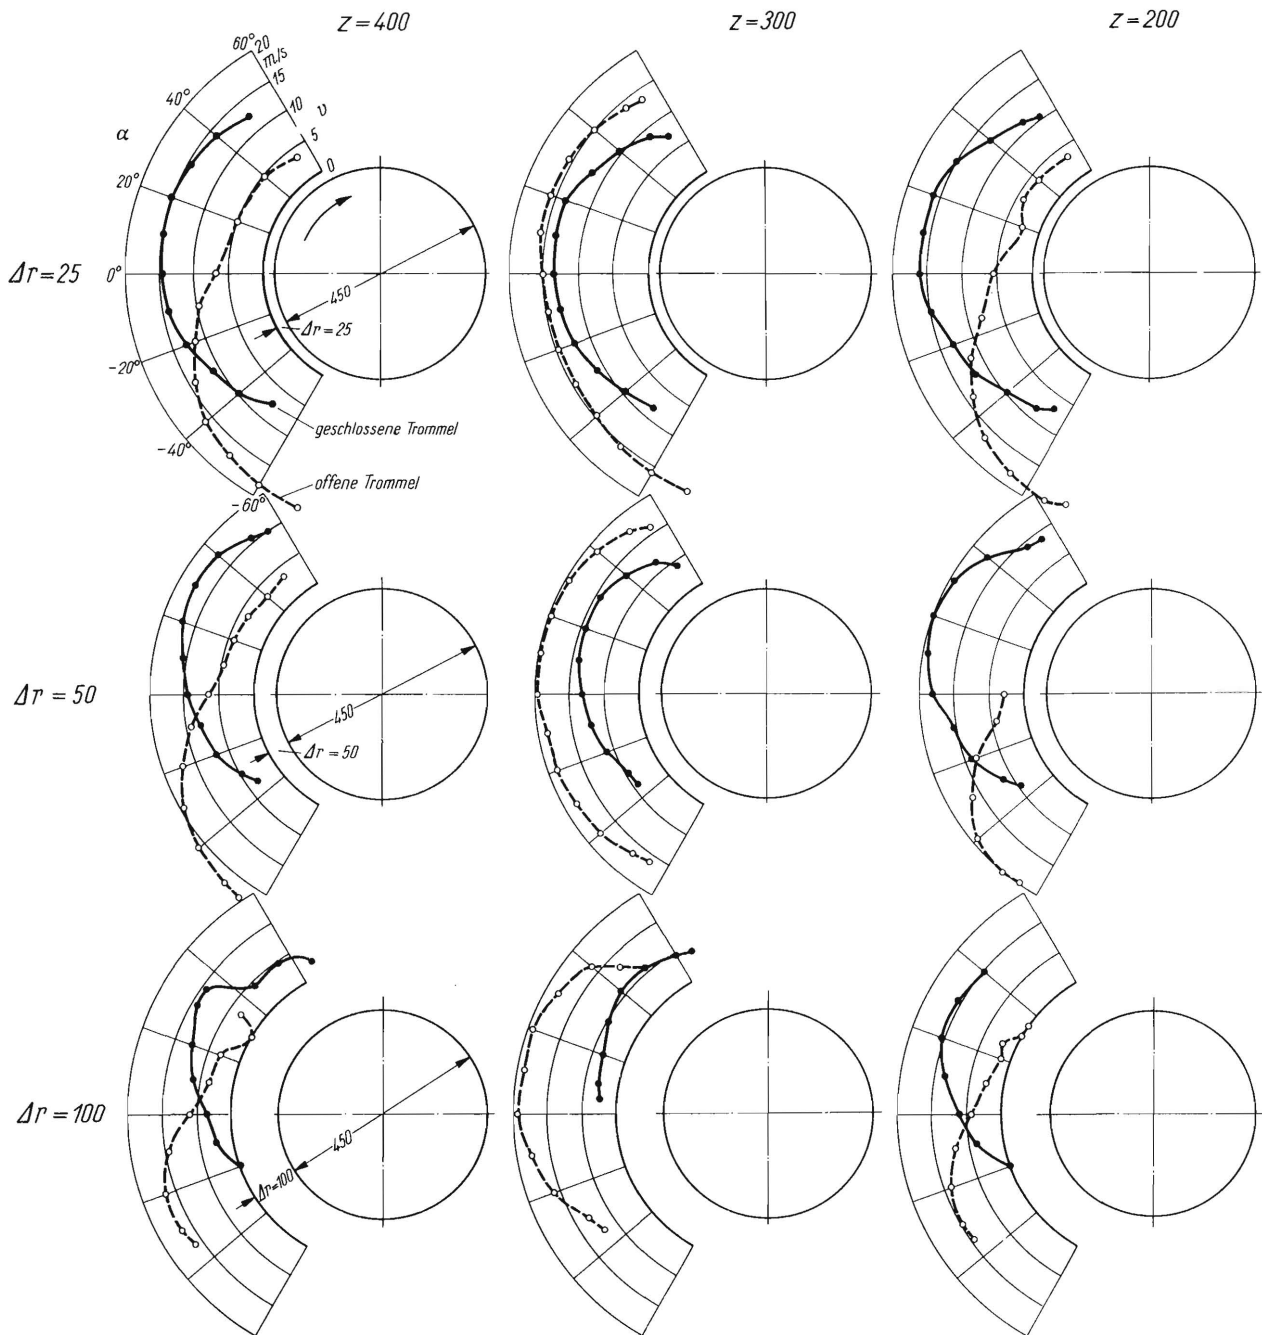 z=400
z=300
z=200
60°
20
m/s
15
10
υ
5
0
40°
α
20°
0°
-20°
-40°
-60°
Δr=25
450
Δr=25
geschlossene Trommel
offene Trommel
Δr=50
450
Δr=50
Δr=100
450
Δr=100